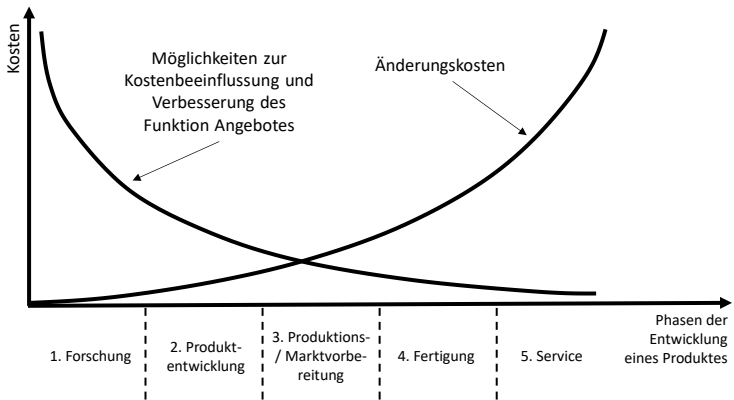 Kosten
Möglichkeiten zur
Kostenbeeinflussung und
Verbesserung des
Funktion Angebotes
Änderungskosten
1. Forschung
2. Produkt-
entwicklung
3. Produktions-
/ Marktvorbe-
reitung
4. Fertigung
5. Service
Phasen der
Entwicklung
eines Produktes